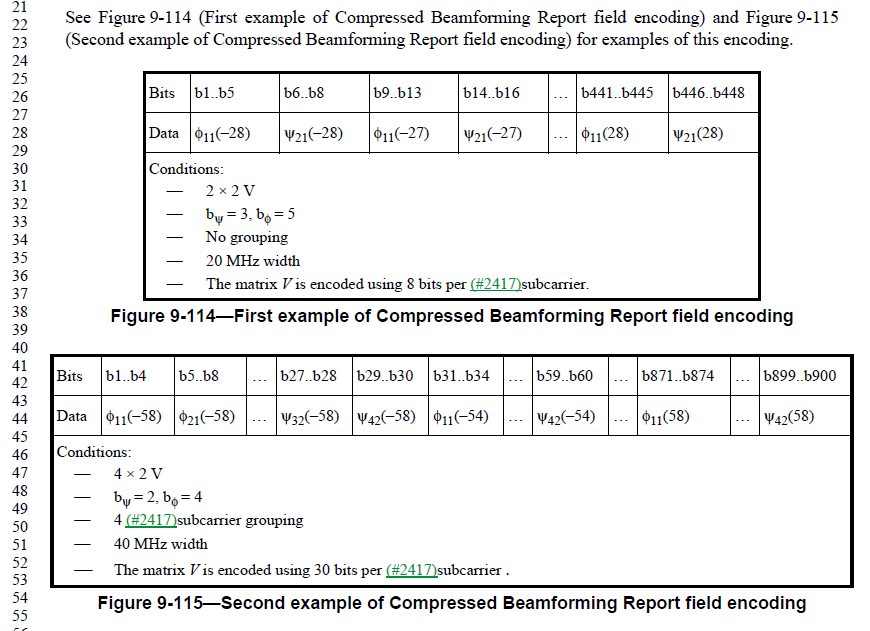 21
22
23
24
25
26
27
28
29
30
31
32
33
34
35
36
37
38
39
40
41
42
43
44
45
46
47
48
49
50
51
52
53
54
55
See Figure 9-114 (First example of Compressed Beamforming Report field encoding) and Figure 9-115
(Second example of Compressed Beamforming Report field encoding) for examples of this encoding.
Bits b1..b5 b6..b8 b9..b13 b14..b16 ... b441..b445 b446..b448
Data ϕ11(−28) ψ21(−28) ϕ11(−27) ψ21(−27) ... ϕ11(28) ψ21(28)
Conditions:
— 2 × 2 V
— bψ = 3, bϕ = 5
— No grouping
— 20 MHz width
— The matrix V is encoded using 8 bits per (#2417)subcarrier.
Figure 9-114—First example of Compressed Beamforming Report field encoding
Bits b1..b4 b5..b8 ... b27..b28 b29..b30 b31..b34 ... b59..b60 ... b871..b874 ... b899..b900
Data ϕ11(−58) ϕ21(−58) ... ψ32(−58) ψ42(−58) ϕ11(−54) ... ψ42(−54) ... ϕ11(58) ... ψ42(58)
Conditions:
— 4 × 2 V
— bψ = 2, bϕ = 4
— 4 (#2417)subcarrier grouping
— 40 MHz width
— The matrix V is encoded using 30 bits per (#2417)subcarrier .
Figure 9-115—Second example of Compressed Beamforming Report field encoding